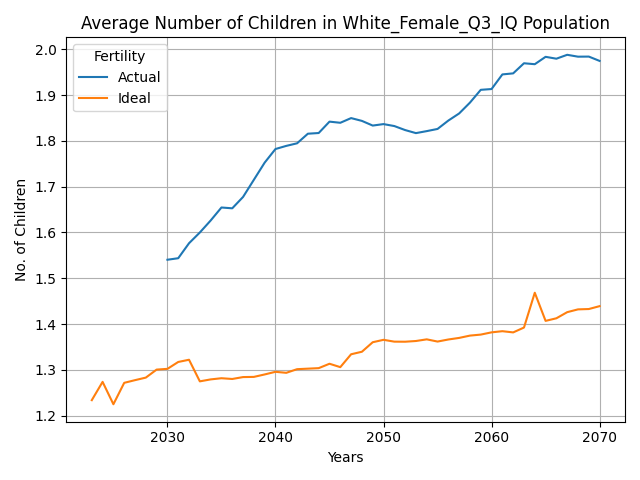 Average Number of Children in White_Female_Q3_IQ Population
Fertility
Actual
Ideal
No. of Children
2.0
1.9
1.8
1.7
1.6
1.5
1.4
1.3
1.2
2030 2040 2050 2060 2070
Years